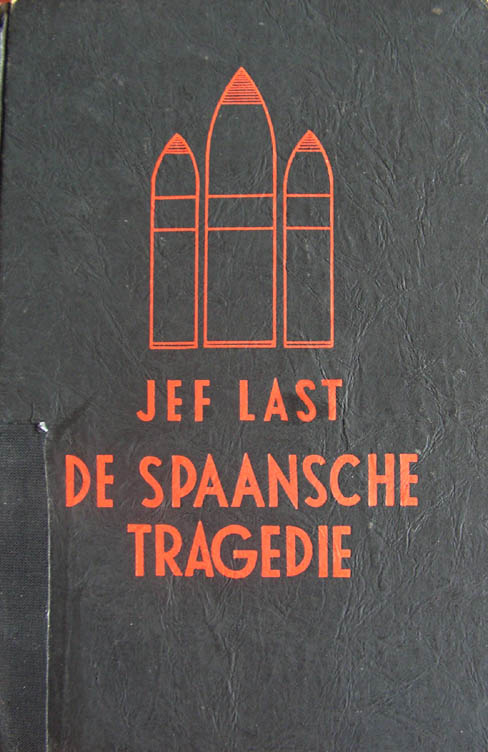 JEF LAST
DE SPAANSCHE
TRAGEDIE